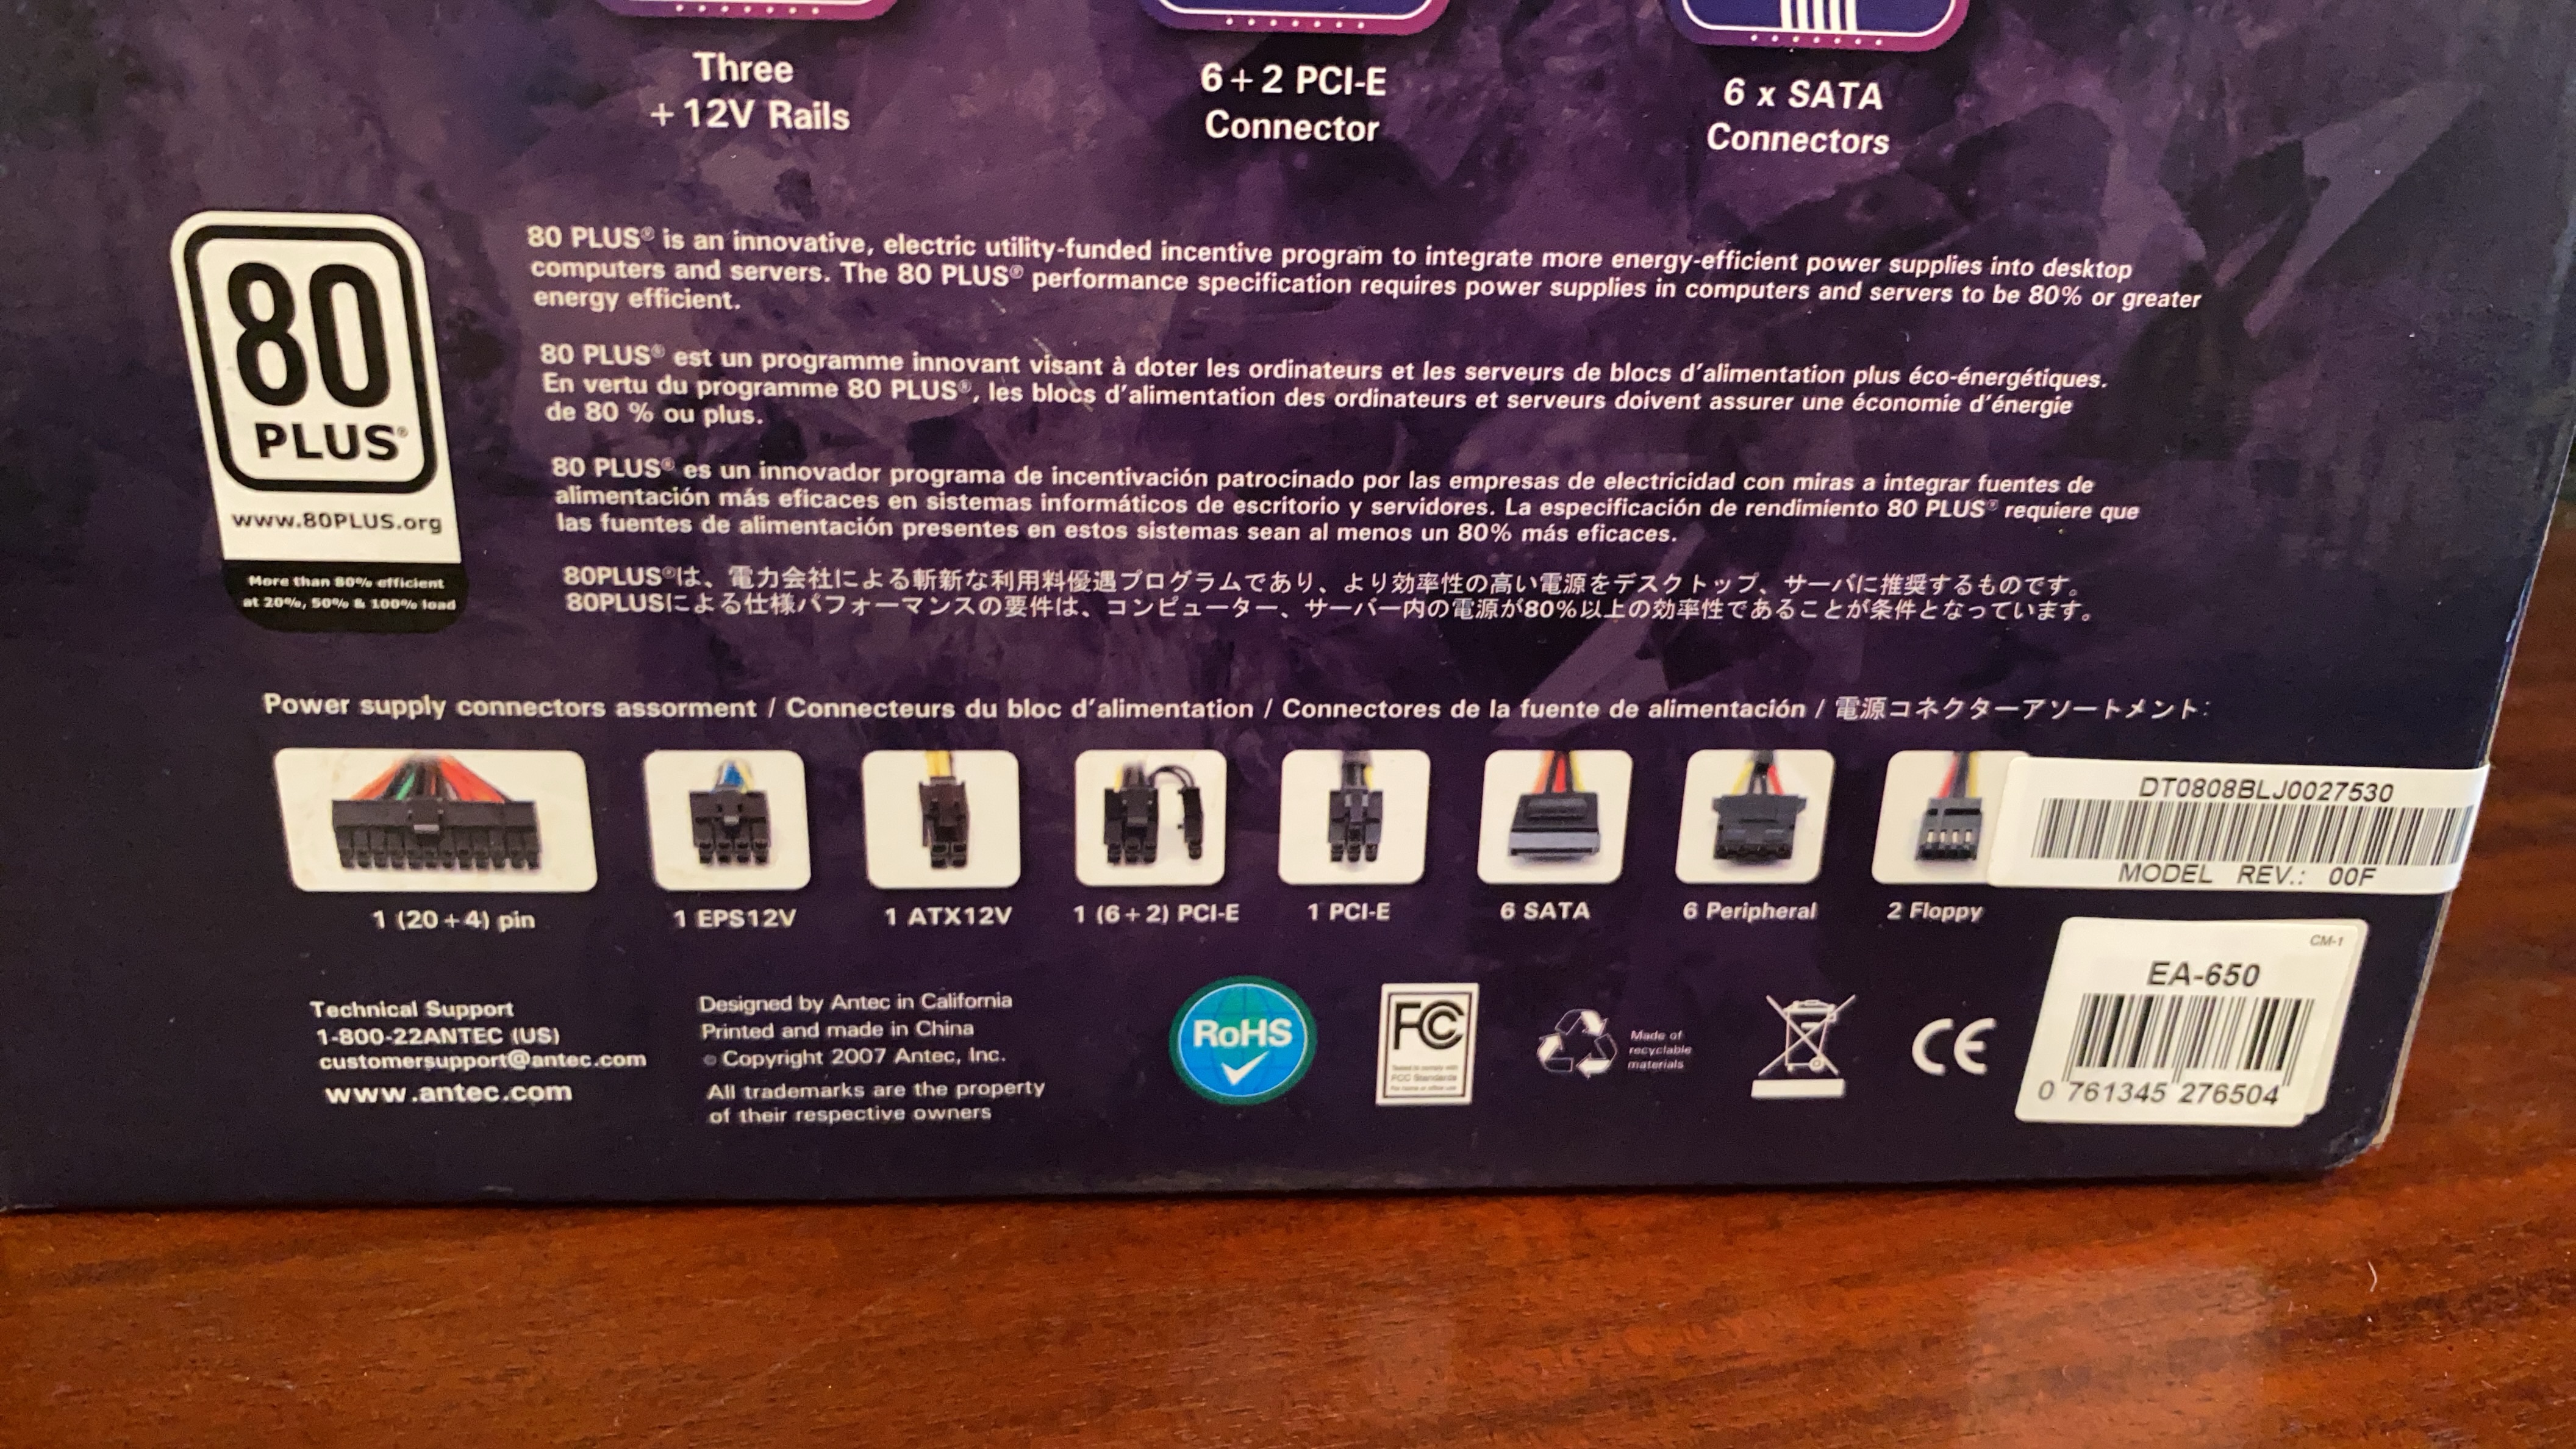 Three
+12V Rails
6+2 PCI-E
Connector
6 x SATA
Connectors
80
PLUS®
www.80PLUS.org
More than 80% efficient
at 20%, 50% & 100% load
80 PLUS® is an innovative, electric utility-funded incentive program to integrate more energy-efficient power supplies into desktop
computers and servers. The 80 PLUS® performance specification requires power supplies in computers and servers to be 80% or greater
energy efficient.
80 PLUS® est un programme innovant visant à doter les ordinateurs et les serveurs de blocs d'alimentation plus éco-énergétiques.
En vertu du programme 80 PLUS®, les blocs d'alimentation des ordinateurs et serveurs doivent assurer une économie d'énergie
de 80 % ou plus.
80 PLUS® es un innovador programa de incentivación patrocinado por las empresas de electricidad con miras a integrar fuentes de
alimentación más eficaces en sistemas informáticos de escritorio y servidores. La especificación de rendimiento 80 PLUS® requiere que
las fuentes de alimentación presentes en estos sistemas sean al menos un 80% más eficaces.
80PLUS®は、電力会社による斬新な利用料優遇プログラムであり、より効率性の高い電源をデスクトップ、サーバに推奨するものです。
80PLUSによる仕様パフォーマンスの要件は、コンピューター、サーバー内の電源が80%以上の効率性であることが条件となっています。
Power supply connectors assorment / Connecteurs du bloc d'alimentation / Connectores de la fuente de alimentación / 電源コネクターアソートメント:
1 (20+4) pin
1 EPS12V
1 ATX12V
1 (6+2) PCI-E
1 PCI-E
6 SATA
6 Peripheral
2 Floppy
DT0808BLJ0027530
MODEL REV.: 00F
Technical Support
1-800-22ANTEC (US)
customersupport@antec.com
www.antec.com
Designed by Antec in California
Printed and made in China
© Copyright 2007 Antec, Inc.
All trademarks are the property
of their respective owners
RoHS
FC
Tested to comply with
FCC Standards
For home or office use
Made of
recyclable
materials
CE
CM-1
EA-650
0 761345 276504